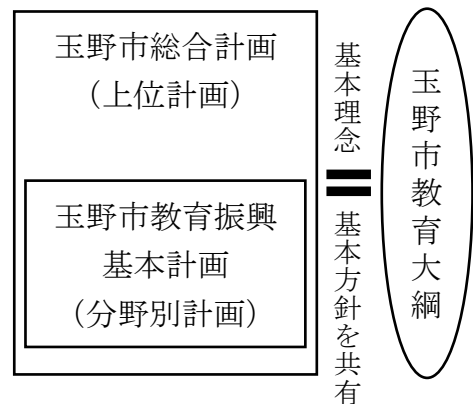 玉野市総合計画
（上位計画）
玉野市教育振興
基本計画
（分野別計画）
基本理念
基本方針を共有
玉野市教育大綱